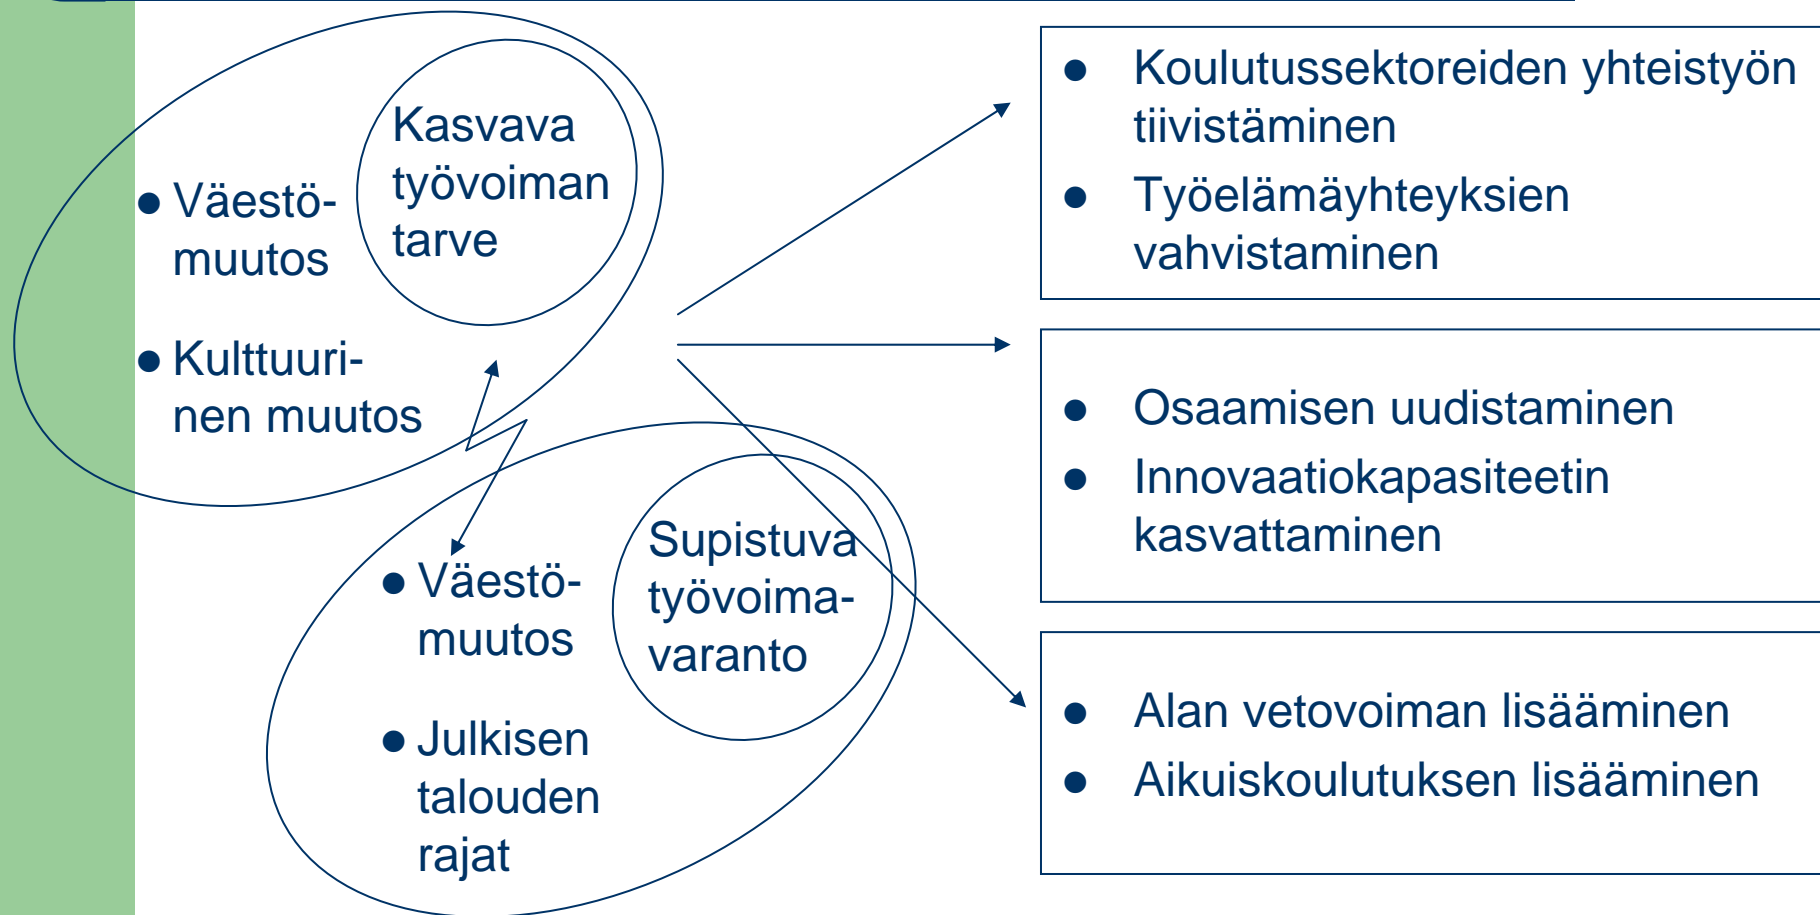 Kasvava
työvoiman
tarve
● Väestö-
muutos
● Kulttuuri-
nen muutos
Supistuva
työvoima-
varanto
● Väestö-
muutos
● Julkisen
talouden
rajat
● Koulutussektoreiden yhteistyön
tiivistäminen
● Työelämäyhteyksien
vahvistaminen
● Osaamisen uudistaminen
● Innovaatiokapasiteetin
kasvattaminen
● Alan vetovoiman lisääminen
● Aikuiskoulutuksen lisääminen